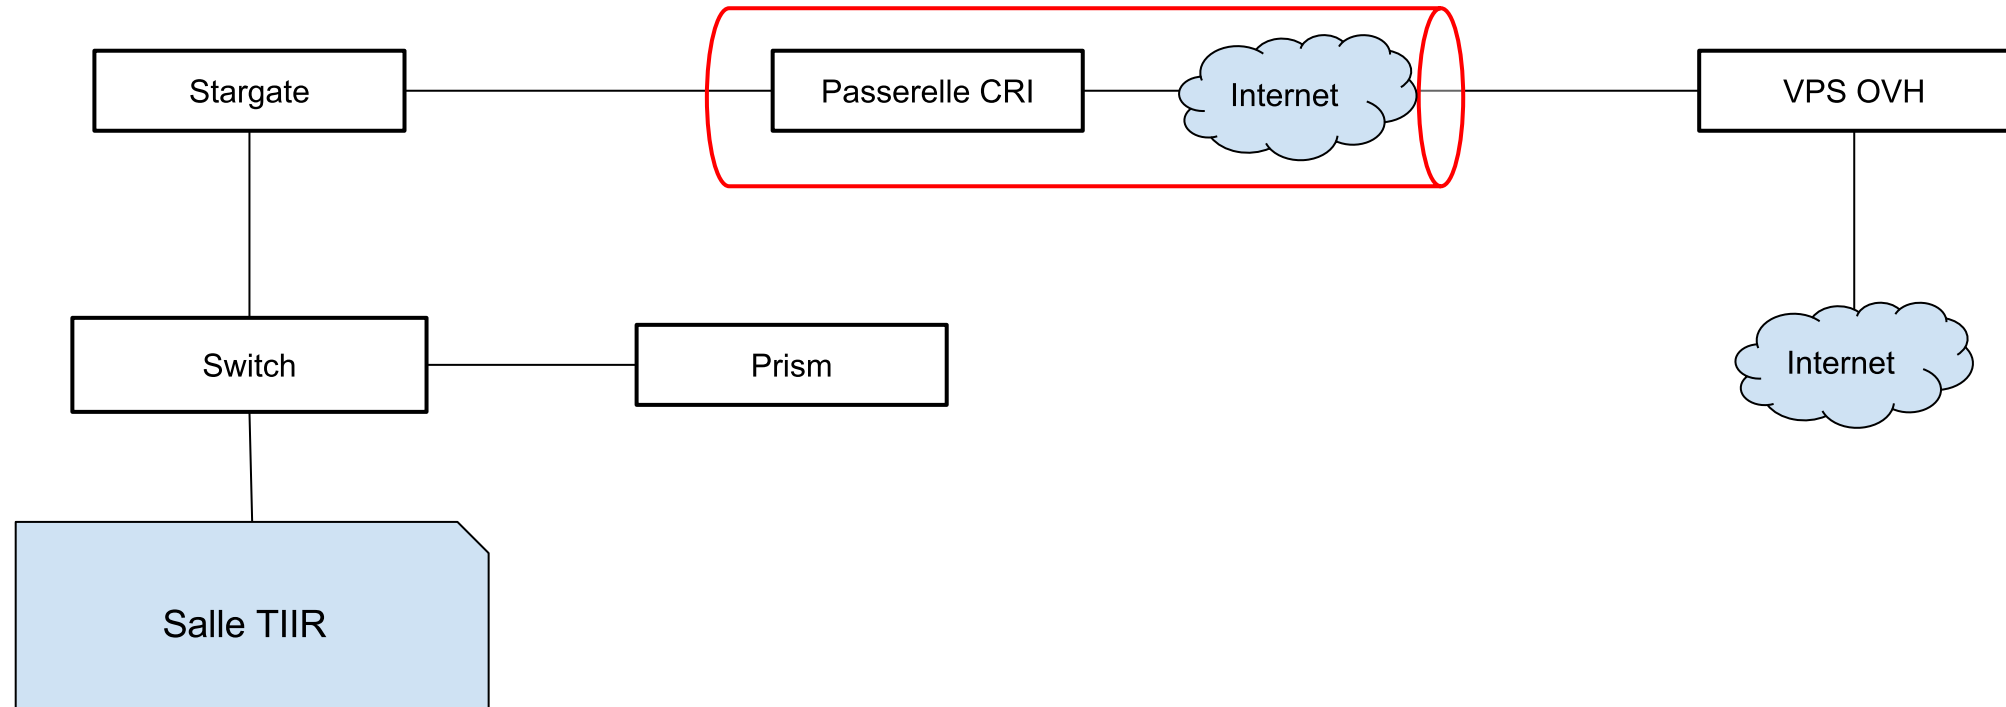 Stargate
Passerelle CRI
Internet
VPS OVH
Switch
Prism
Internet
Salle TIIR